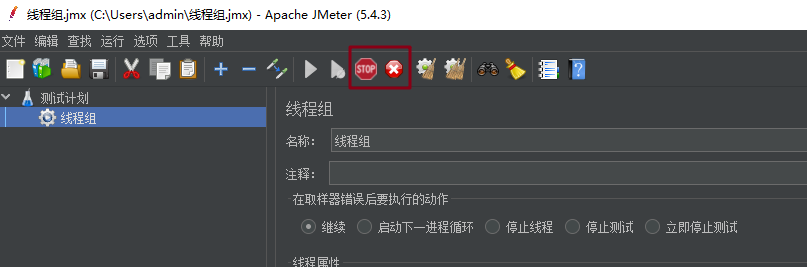 线程组.jmx (C:\Users\admin\线程组.jmx) - Apache JMeter (5.4.3)
文件 编辑 查找 运行 选项 工具 帮助
STOP
测试计划
线程组
线程组
名称： 线程组
注释：
在取样器错误后要执行的动作
继续 启动下一进程循环 停止线程 停止测试 立即停止测试
线程属性